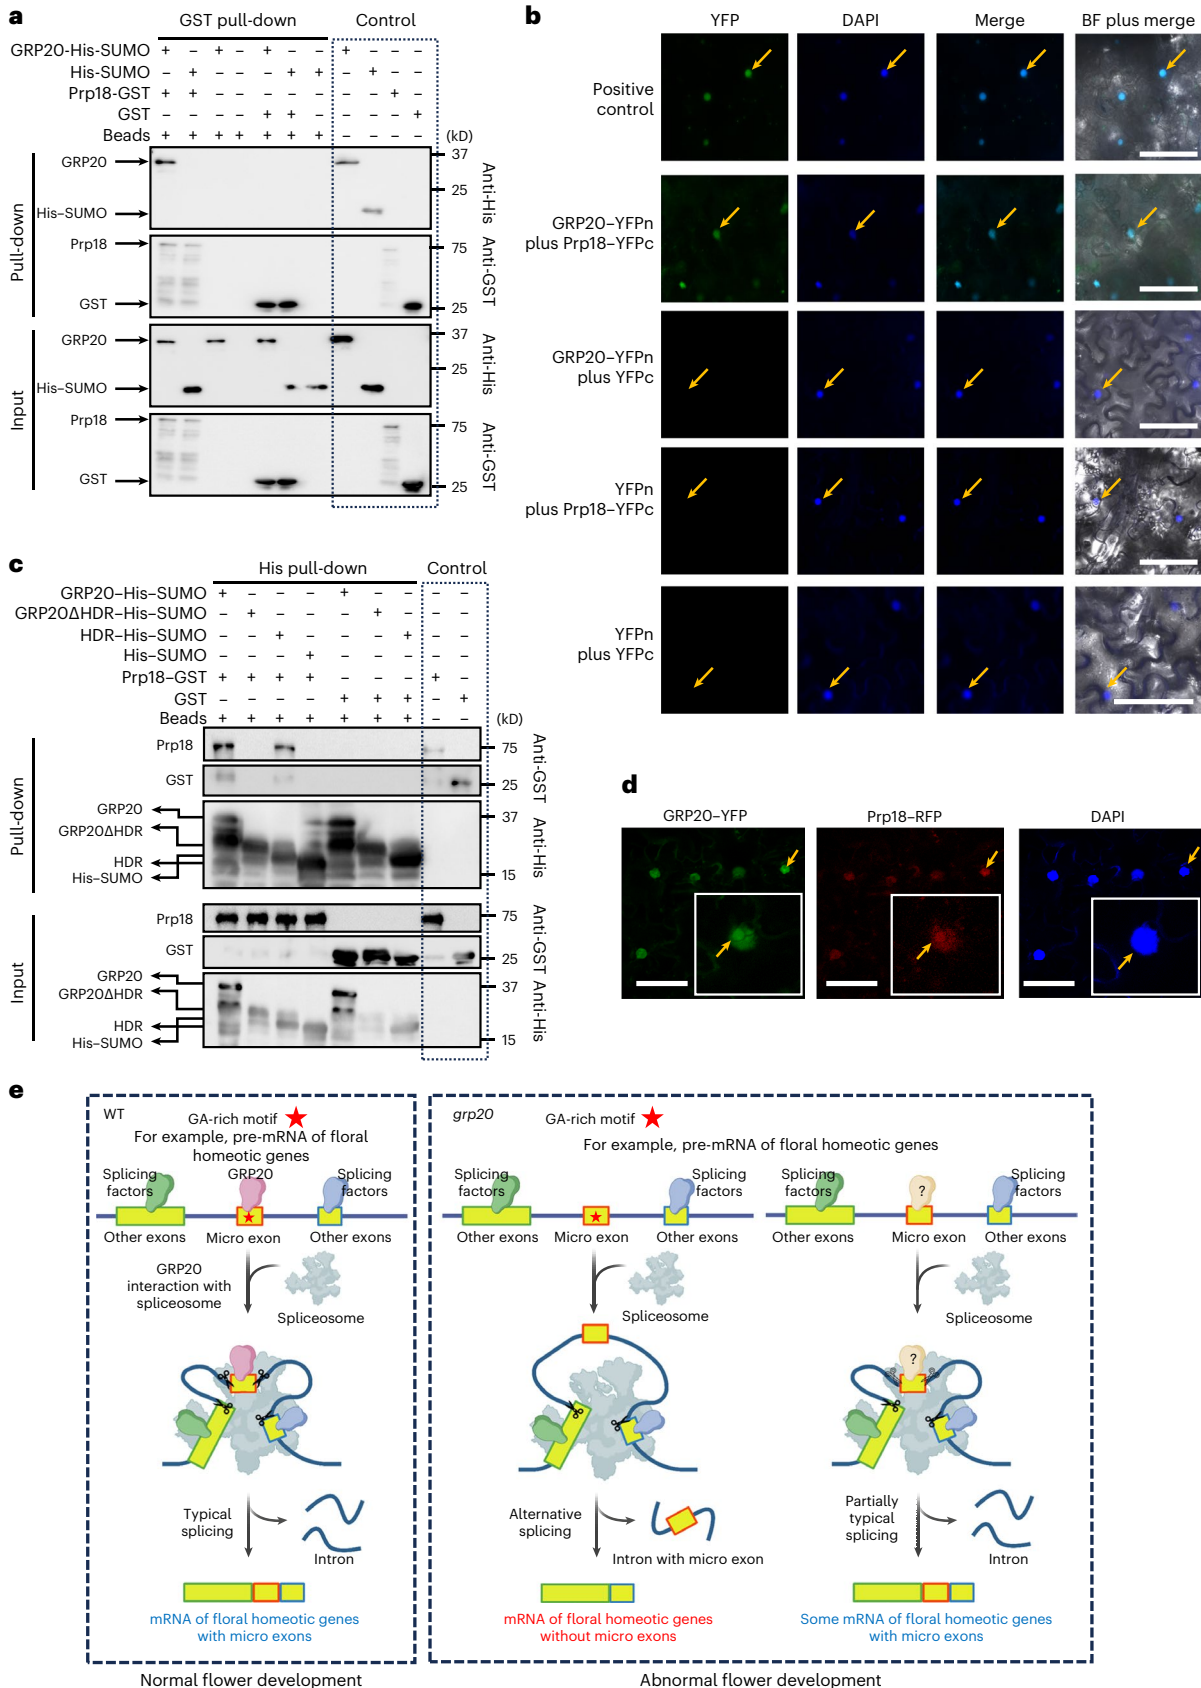 a
GST pull-down Control
GRP20-His-SUMO + – + – + – – + – – –
His-SUMO – + – – – + + – + – –
Prp18-GST + + – – – – – – – + –
GST – – – – + + – – – – +
Beads + + + + + + + – – – – (kD)
Pull-down
GRP20
His–SUMO
37
25
Anti-His
Prp18
GST
75
25
Anti-GST
Input
GRP20
His–SUMO
37
25
Anti-His
Prp18
GST
75
25
Anti-GST
b
YFP DAPI Merge BF plus merge
Positive
control
GRP20–YFPn
plus Prp18–YFPc
GRP20–YFPn
plus YFPc
YFPn
plus Prp18–YFPc
YFPn
plus YFPc
c
His pull-down Control
GRP20–His–SUMO + – – – + – – – –
GRP20ΔHDR–His–SUMO – + – – – + – – –
HDR–His–SUMO – – + – – – + – –
His–SUMO – – – + – – – – –
Prp18–GST + + + + – – – + –
GST – – – – + + + – +
Beads + + + + + + + – – (kD)
Pull-down
Prp18
75
GST
25
Anti-GST
GRP20
GRP20ΔHDR
HDR
His–SUMO
37
15
Anti-His
Input
Prp18
75
GST
25
Anti-GST
GRP20
GRP20ΔHDR
HDR
His–SUMO
37
15
Anti-His
d
GRP20–YFP Prp18–RFP DAPI
e
WT
GA-rich motif
For example, pre-mRNA of floral
homeotic genes
Splicing
factors
GRP20
Splicing
factors
Other exons Micro exon Other exons
GRP20
interaction with
spliceosome
Spliceosome
Typical
splicing
Intron
mRNA of floral homeotic genes
with micro exons
Normal flower development
grp20
GA-rich motif
For example, pre-mRNA of floral homeotic genes
Splicing
factors
Splicing
factors
Other exons Micro exon Other exons
Spliceosome
Alternative
splicing
Intron with micro exon
mRNA of floral homeotic genes
without micro exons
Splicing
factors
?
Splicing
factors
Other exons Micro exon Other exons
Spliceosome
?
Partially
typical
splicing
Intron
Some mRNA of floral homeotic genes
with micro exons
Abnormal flower development